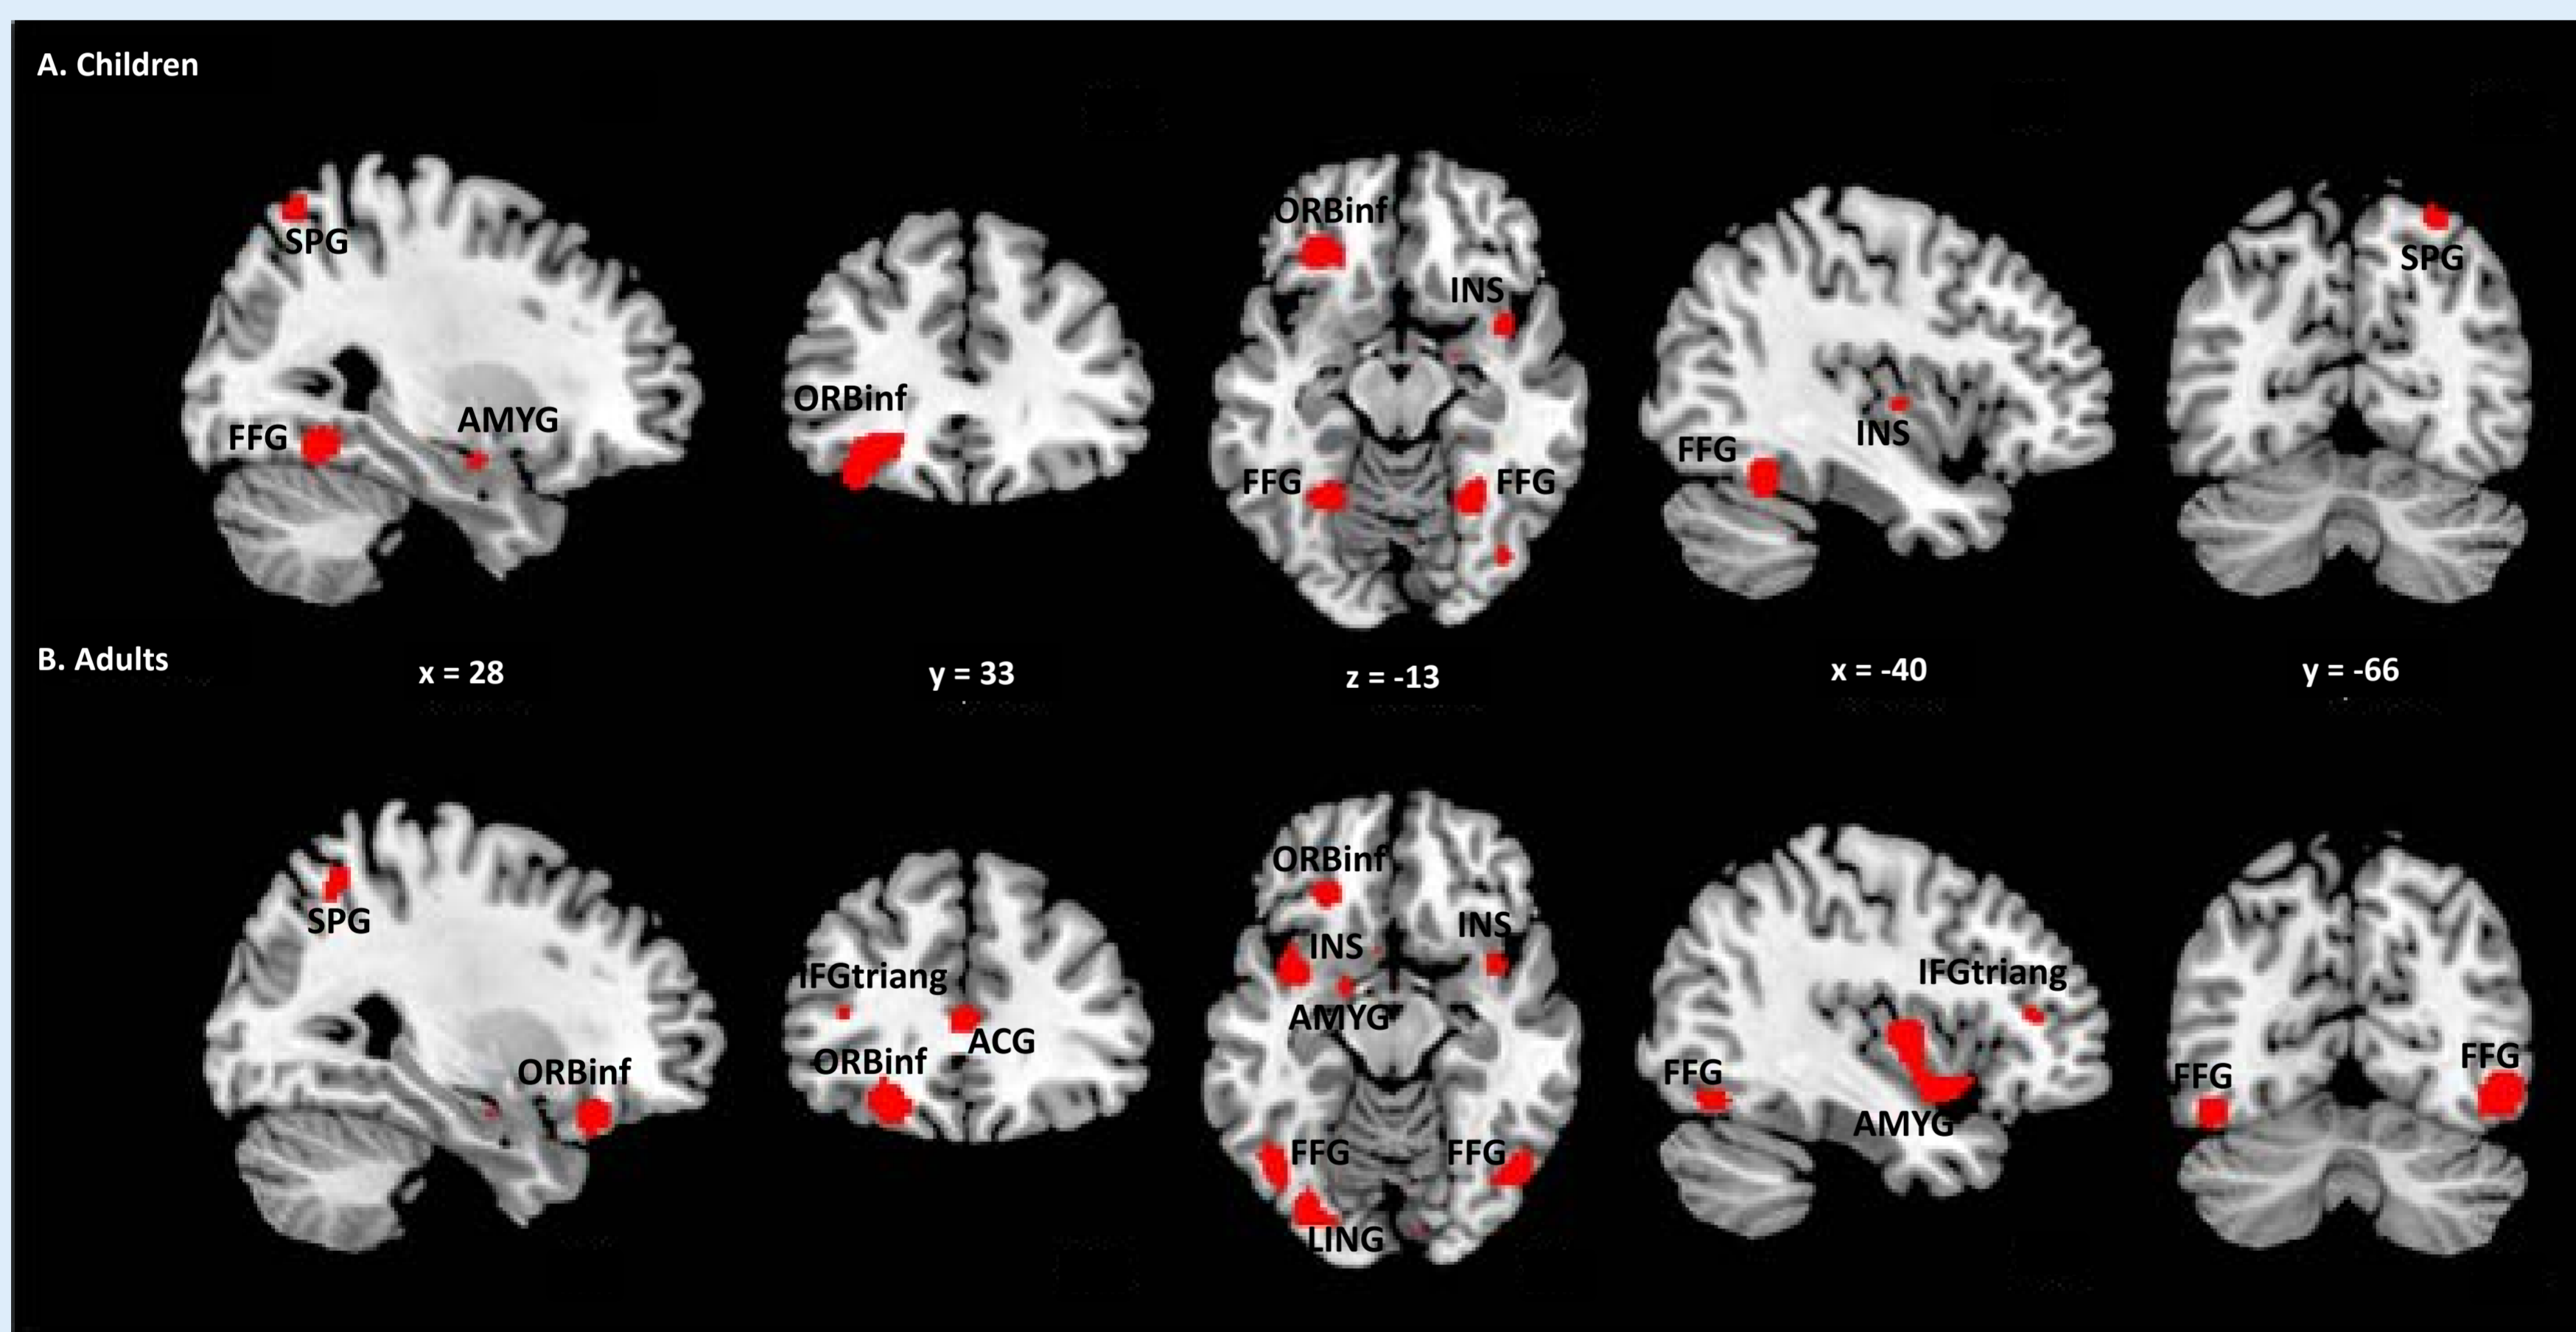 A. Children
SPG
FFG
AMYG
ORBinf
ORBinf
INS
FFG
FFG
FFG
INS
SPG
B. Adults
x = 28
y = 33
z = -13
x = -40
y = -66
SPG
ORBinf
IFGtriang
ACG
ORBinf
ORBinf
INS
INS
AMYG
FFG
FFG
LING
IFGtriang
FFG
AMYG
FFG
FFG